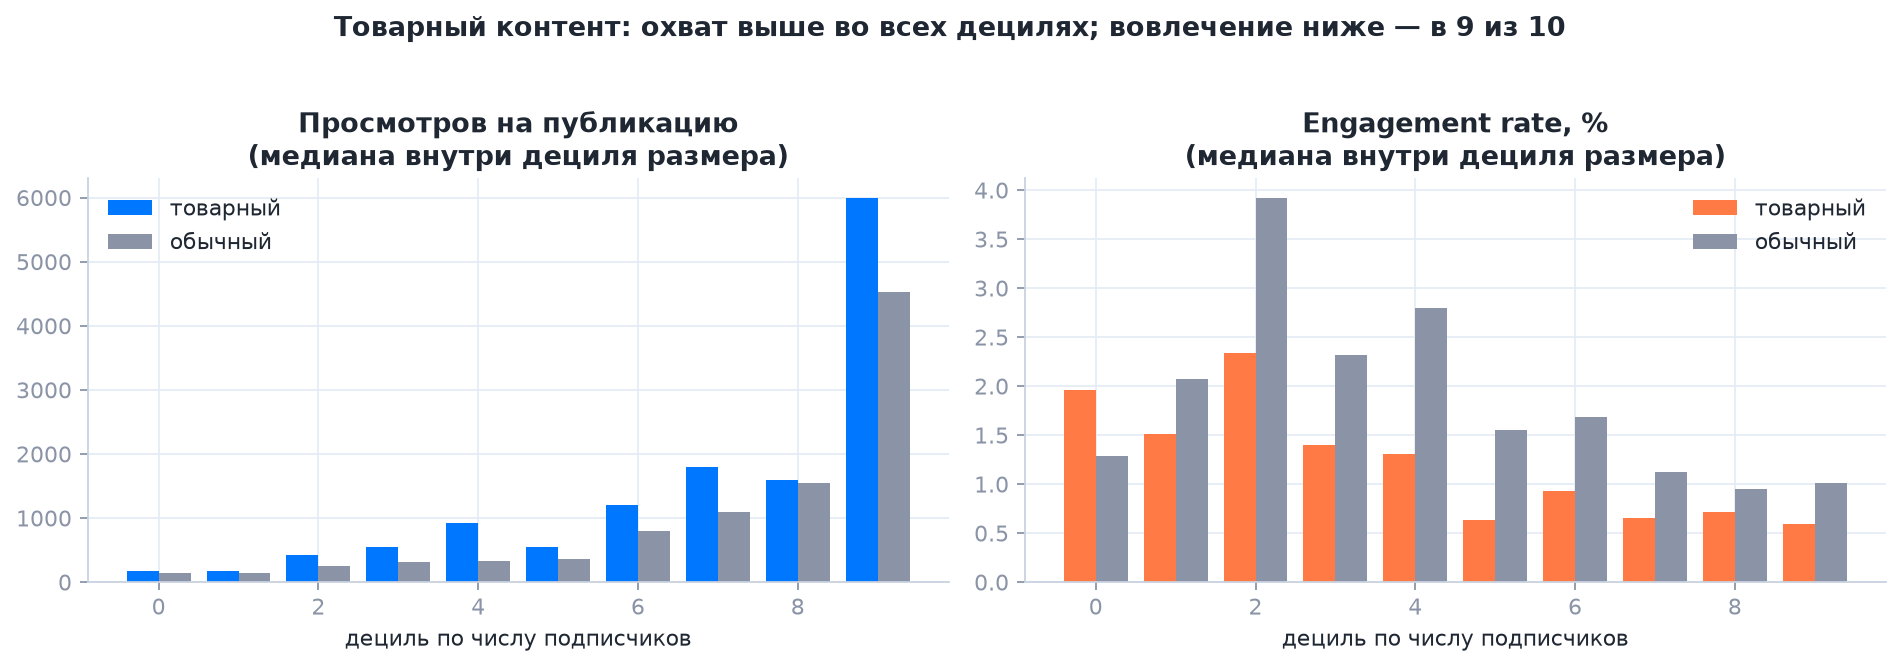 Товарный контент: охват выше во всех децилях; вовлечение ниже — в 9 из 10
Просмотров на публикацию
(медиана внутри дециля размера)
6000
5000
4000
3000
2000
1000
0
товарный
обычный
0 2 4 6 8
дециль по числу подписчиков
Engagement rate, %
(медиана внутри дециля размера)
4.0
3.5
3.0
2.5
2.0
1.5
1.0
0.5
0.0
товарный
обычный
0 2 4 6 8
дециль по числу подписчиков